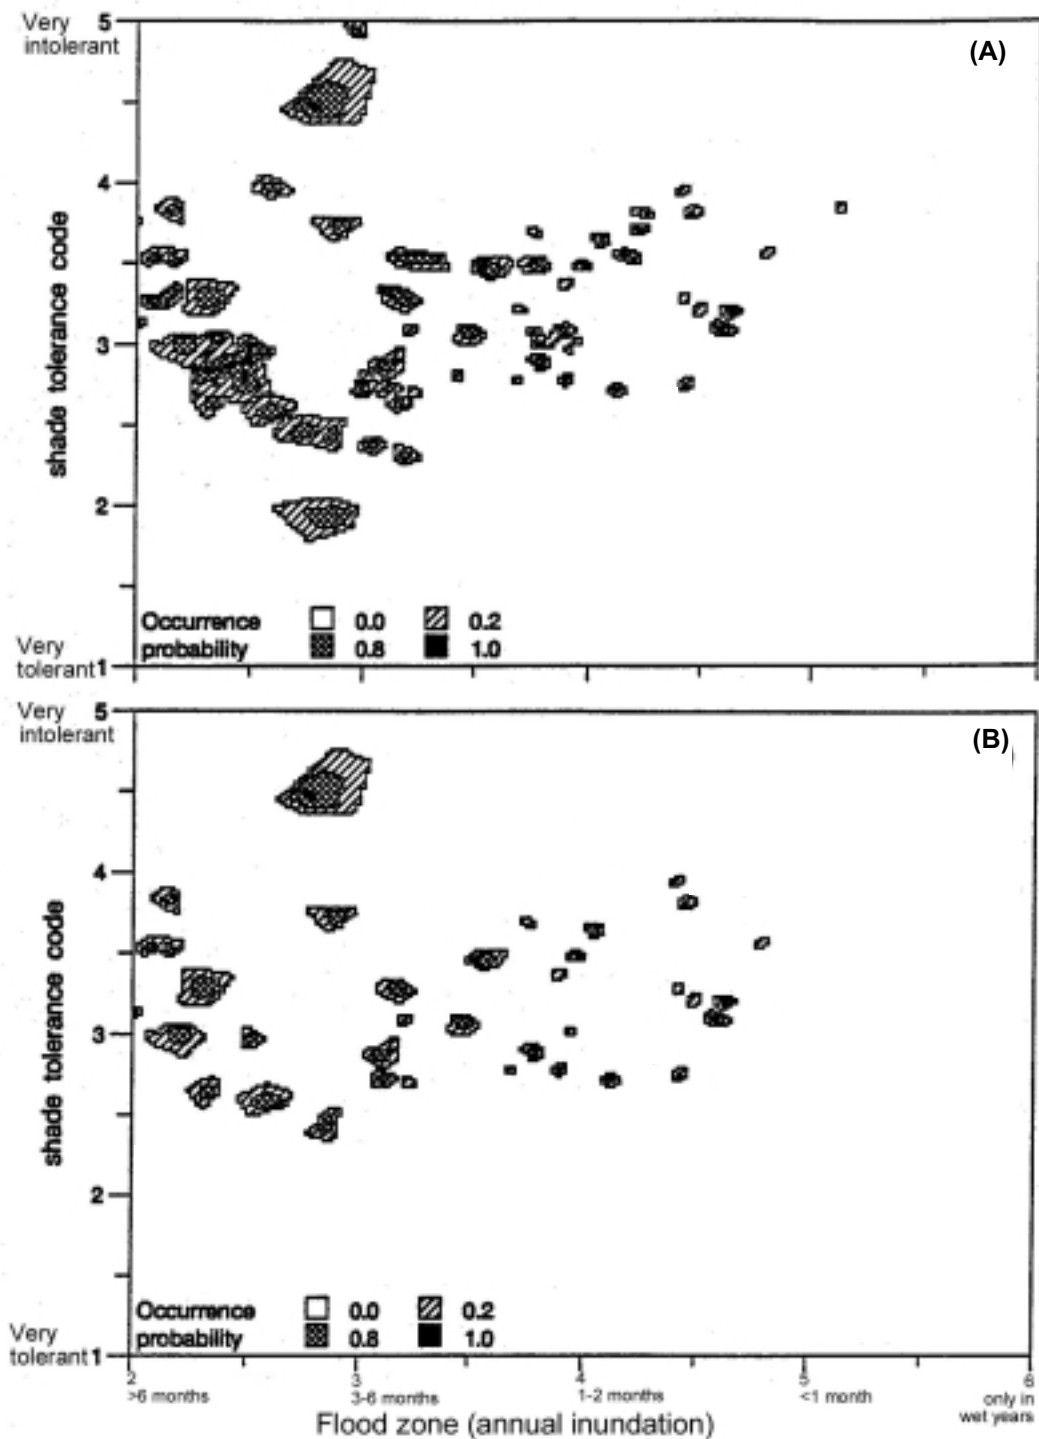 Very 5
intolerant
(A)
4
shade tolerance code
3
2
Occurrence 0.0 0.2
probability 0.8 1.0
Very
tolerant 1
Very 5
intolerant
(B)
4
shade tolerance code
3
2
Occurrence 0.0 0.2
probability 0.8 1.0
Very
tolerant 1
2 3 4 5 6
>6 months 3-6 months 1-2 months <1 month only in
wet years
Flood zone (annual inundation)